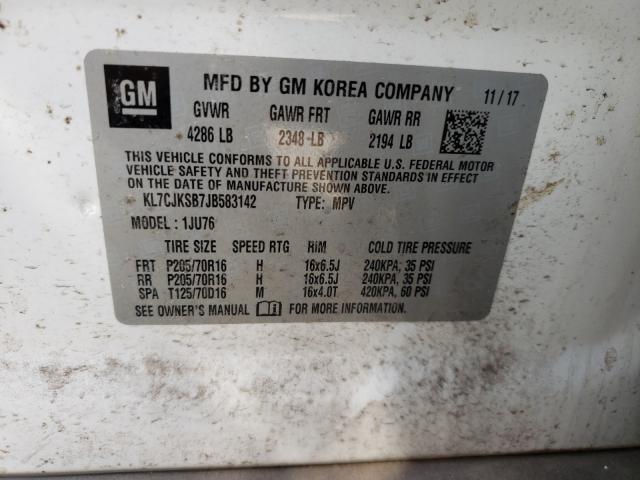 GM MFD BY GM KOREA COMPANY 11/17
GVWR GAWR FRT GAWR RR
4286 LB 2348 LB 2194 LB
THIS VEHICLE CONFORMS TO ALL APPLICABLE U.S. FEDERAL MOTOR
VEHICLE SAFETY AND THEFT PREVENTION STANDARDS IN EFFECT
ON THE DATE OF MANUFACTURE SHOWN ABOVE.
KL7CJKSB7JB583142 TYPE: MPV
MODEL: 1JU76
TIRE SIZE SPEED RTG RIM COLD TIRE PRESSURE
FRT P205/70R16 H 16x6.5J 240KPA, 35 PSI
RR P205/70R16 H 16x6.5J 240KPA, 35 PSI
SPA T125/70D16 M 16x4.0T 420KPA, 60 PSI
SEE OWNER'S MANUAL FOR MORE INFORMATION.